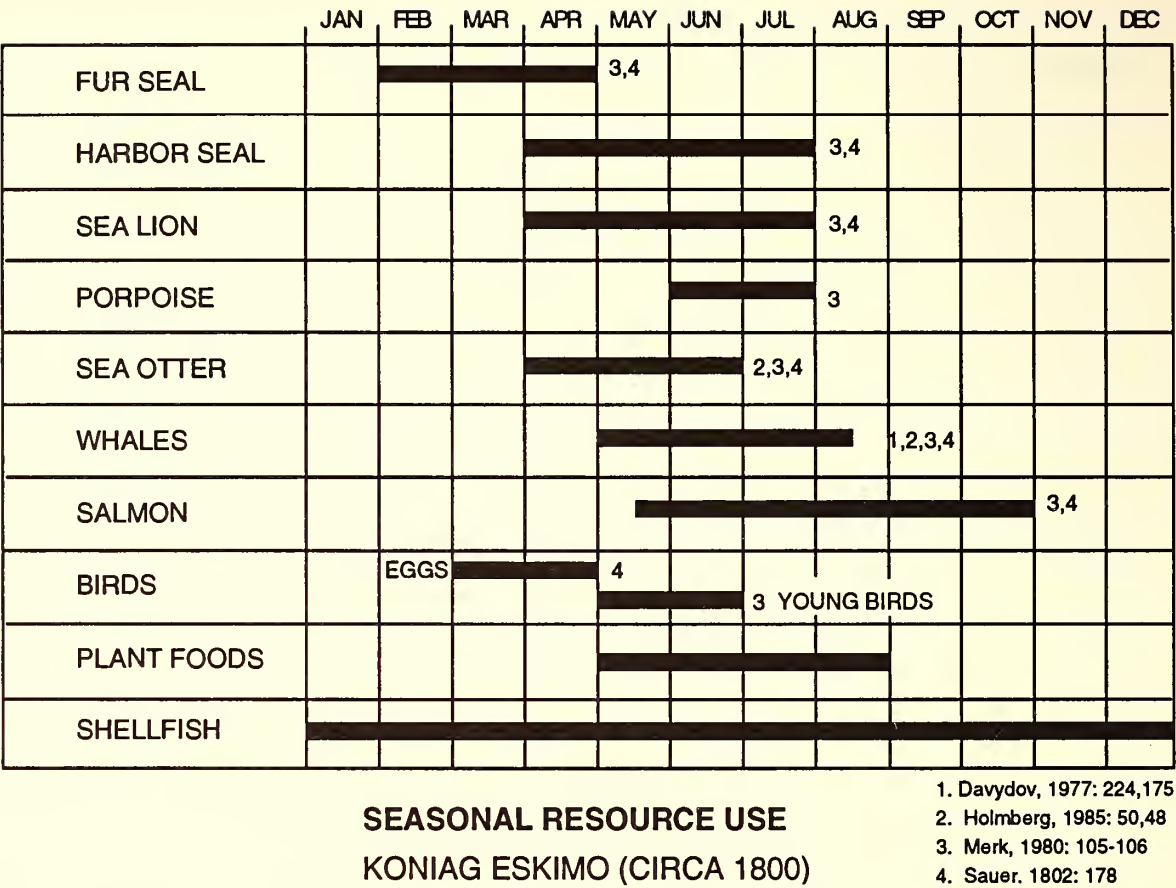 JAN FEB MAR APR MAY JUN JUL AUG SEP OCT NOV DEC
FUR SEAL 3,4
HARBOR SEAL 3,4
SEA LION 3,4
PORPOISE 3
SEA OTTER 2,3,4
WHALES 1,2,3,4
SALMON 3,4
BIRDS
EGGS 4
3 YOUNG BIRDS
PLANT FOODS
SHELLFISH
SEASONAL RESOURCE USE
KONIAG ESKIMO (CIRCA 1800)
1. Davydov, 1977: 224,175
2. Holmberg, 1985: 50,48
3. Merk, 1980: 105-106
4. Sauer. 1802: 178